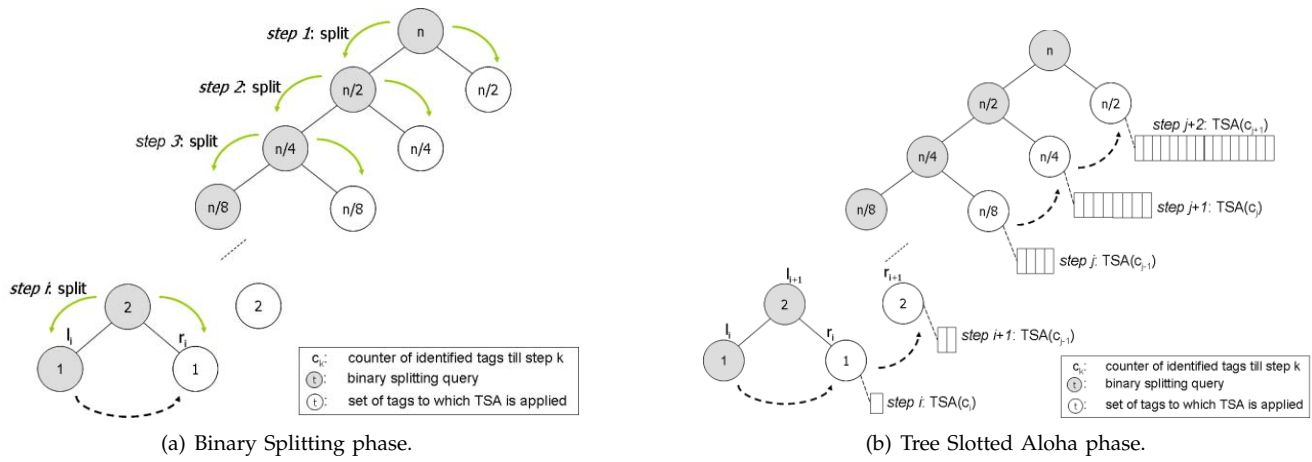 step 1: split
n
step 2: split
n/2
n/2
step 3: split
n/4
n/4
n/8
n/8
step i: split
2
2
l_i
r_i
1
1
c_k: counter of identified tags till step k
t: binary splitting query
t: set of tags to which TSA is applied
(a) Binary Splitting phase.
n
n/2
n/2
step j+2: TSA(c_{j+1})
n/4
n/4
step j+1: TSA(c_j)
n/8
n/8
step j: TSA(c_{j-1})
l_{i+1}
r_{i+1}
2
2
step i+1: TSA(c_{j-1})
l_i
r_i
1
1
step i: TSA(c_i)
c_k: counter of identified tags till step k
t: binary splitting query
t: set of tags to which TSA is applied
(b) Tree Slotted Aloha phase.